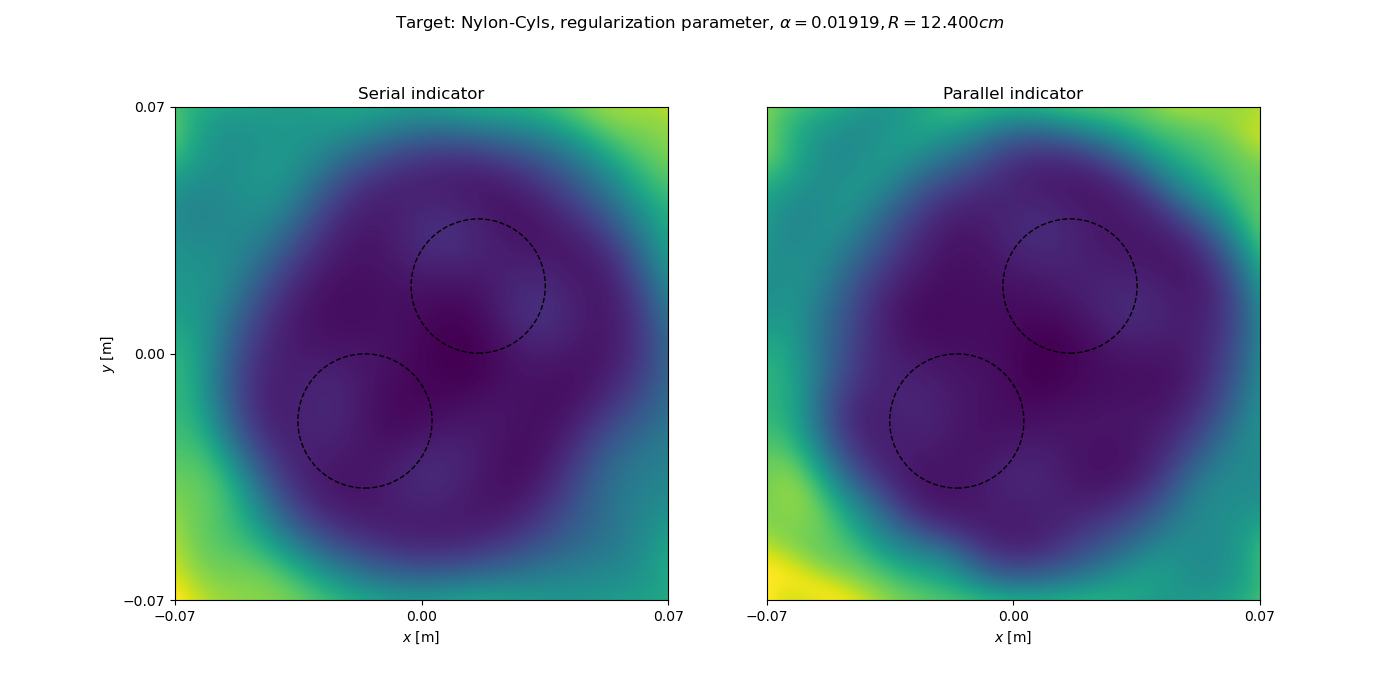 Target: Nylon-Cyls, regularization parameter, α = 0.01919, R = 12.400cm
Serial indicator
Parallel indicator
0.07
0.00
−0.07
y [m]
−0.07 0.00 0.07
x [m]
−0.07 0.00 0.07
x [m]